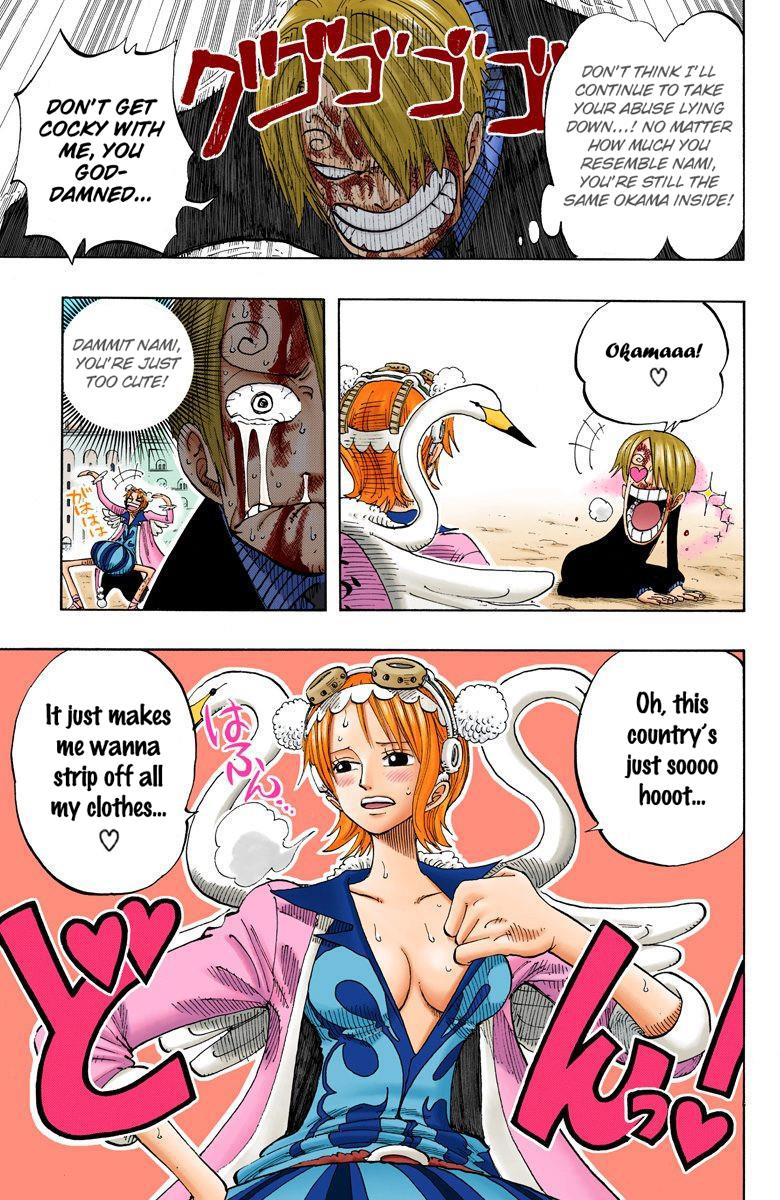 DON'T THINK I'LL
CONTINUE TO TAKE
YOUR ABUSE LYING
DOWN...! NO MATTER
HOW MUCH YOU
RESEMBLE NAMI,
YOU'RE STILL THE
SAME OKAMA INSIDE!
グゴゴゴゴ
DON'T GET
COCKY WITH
ME, YOU
GOD-
DAMNED...
Okamaaa!
♡
DAMMIT NAMI,
YOU'RE JUST
TOO CUTE!
がはははは
Oh, this
country's
just soooo
hooot...
はふん...
It just makes
me wanna
strip off all
my clothes...
♡
ど
んっ!